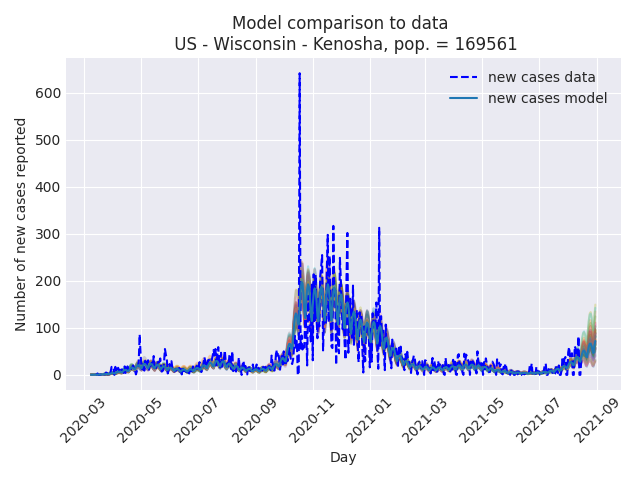 Model comparison to data
US - Wisconsin - Kenosha, pop. = 169561
new cases data
new cases model
Number of new cases reported
600
500
400
300
200
100
0
2020-03
2020-05
2020-07
2020-09
2020-11
2021-01
2021-03
2021-05
2021-07
2021-09
Day